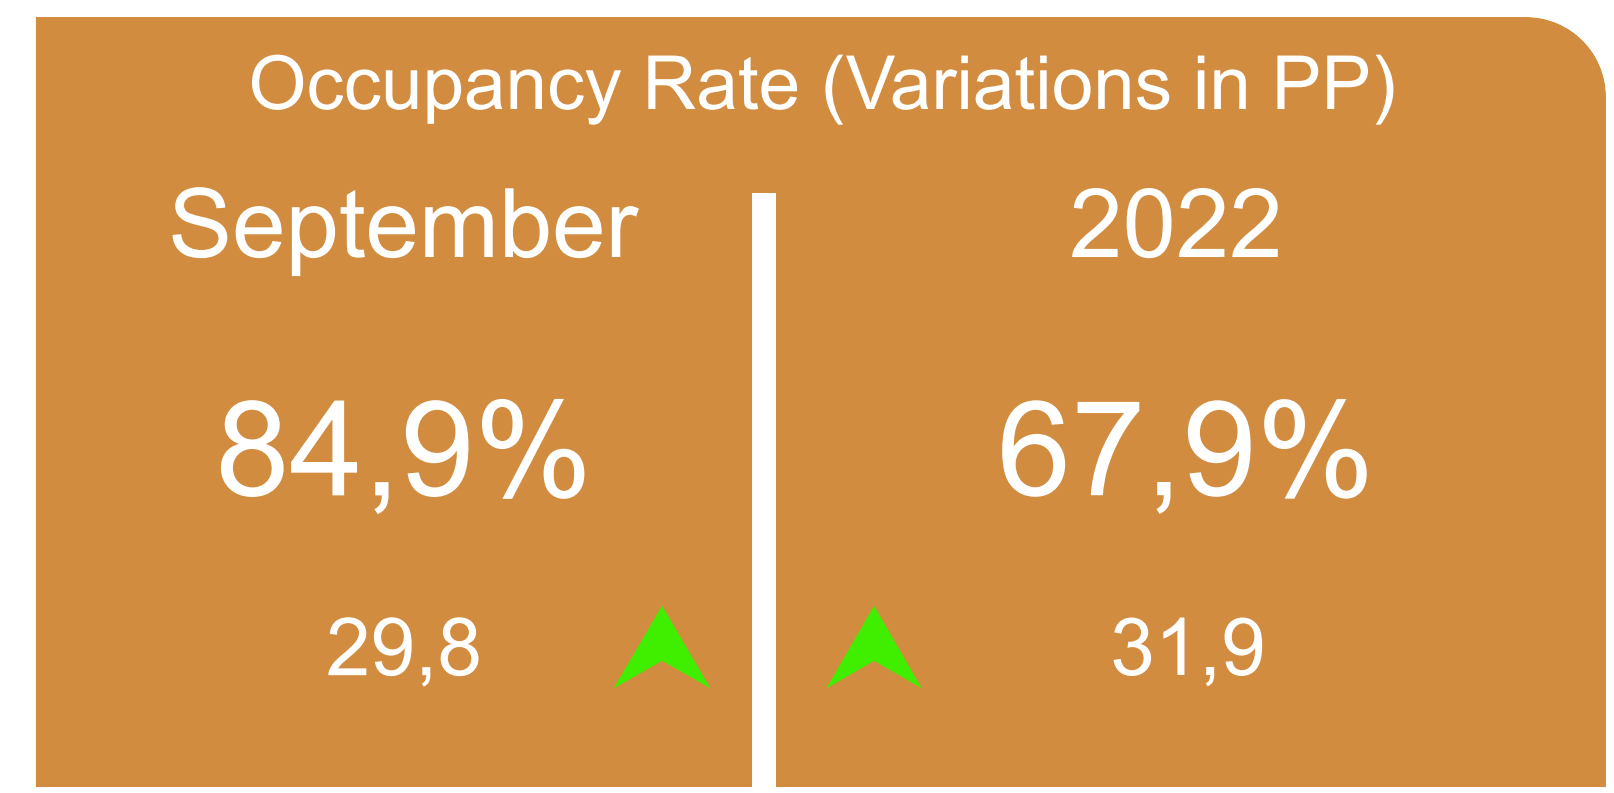 Occupancy Rate (Variations in PP)
September
2022
84,9%
67,9%
29,8
31,9